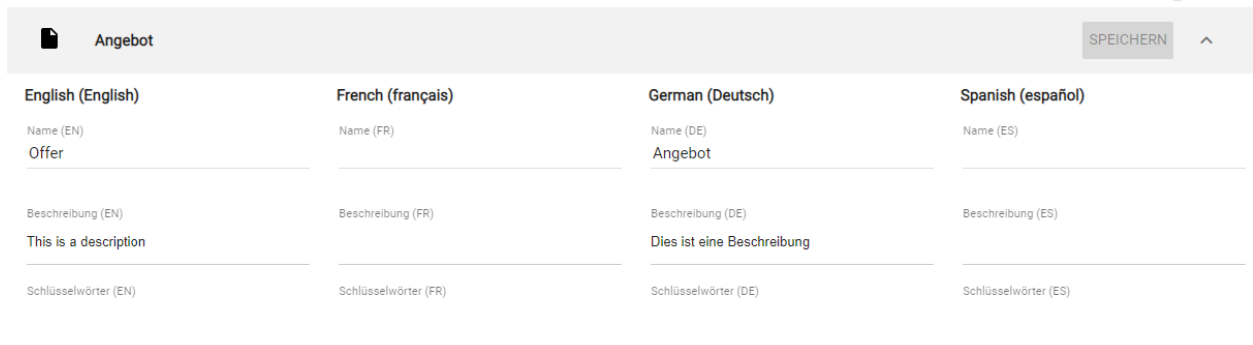 Angebot SPEICHERN
English (English) French (français) German (Deutsch) Spanish (español)
Name (EN) Name (FR) Name (DE) Name (ES)
Offer Angebot
Beschreibung (EN) Beschreibung (FR) Beschreibung (DE) Beschreibung (ES)
This is a description Dies ist eine Beschreibung
Schlüsselwörter (EN) Schlüsselwörter (FR) Schlüsselwörter (DE) Schlüsselwörter (ES)